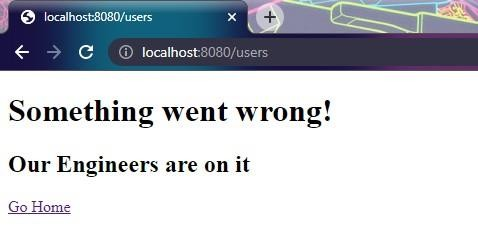 localhost:8080/users
localhost:8080/users
Something went wrong!
Our Engineers are on it
Go Home